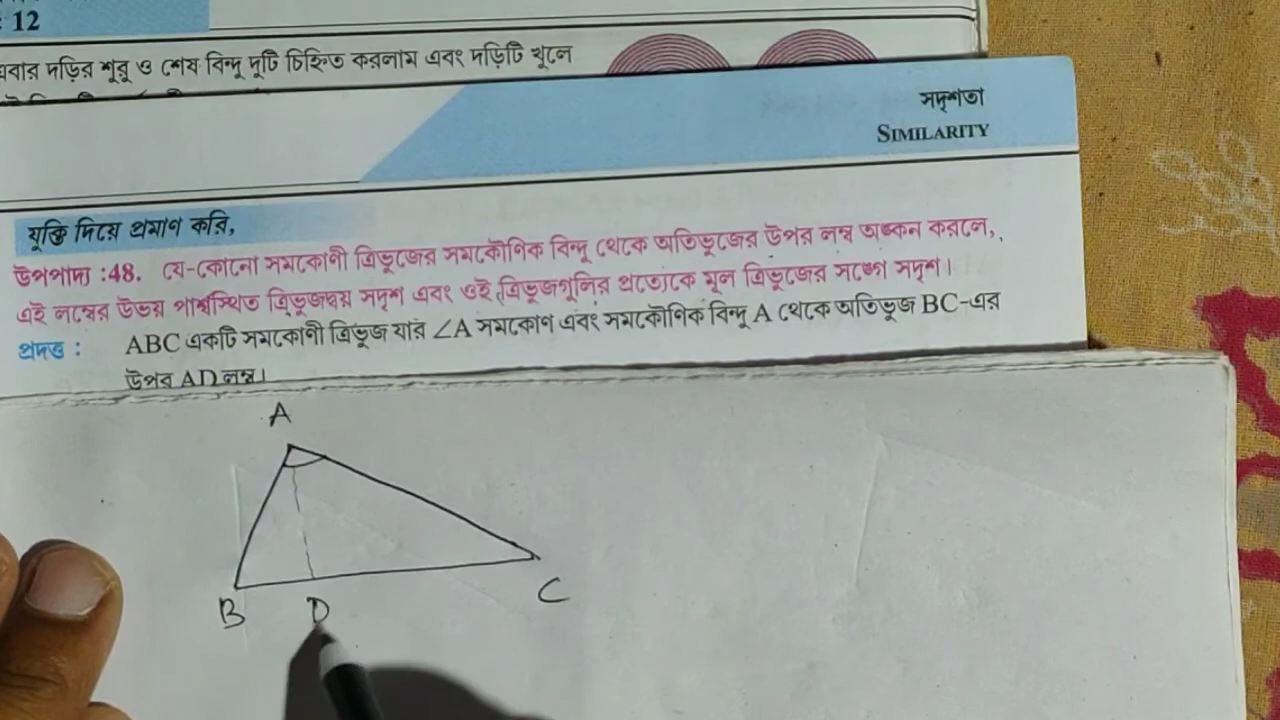 : 12
এবার দড়ির শুরু ও শেষ বিন্দু দুটি চিহ্নিত করলাম এবং দড়িটি খুলে
সদৃশতা
SIMILARITY
যুক্তি দিয়ে প্রমাণ করি,
উপপাদ্য :48. যে-কোনো সমকোণী ত্রিভুজের সমকৌণিক বিন্দু থেকে অতিভুজের উপর লম্ব অঙ্কন করলে,
এই লম্বের উভয় পার্শ্বস্থিত ত্রিভুজদ্বয় সদৃশ এবং ওই ত্রিভুজগুলির প্রত্যেকে মূল ত্রিভুজের সঙ্গে সদৃশ।
প্রদত্ত : ABC একটি সমকোণী ত্রিভুজ যার ∠A সমকোণ এবং সমকৌণিক বিন্দু A থেকে অতিভুজ BC-এর
উপর AD লম্ব।
A
B D C